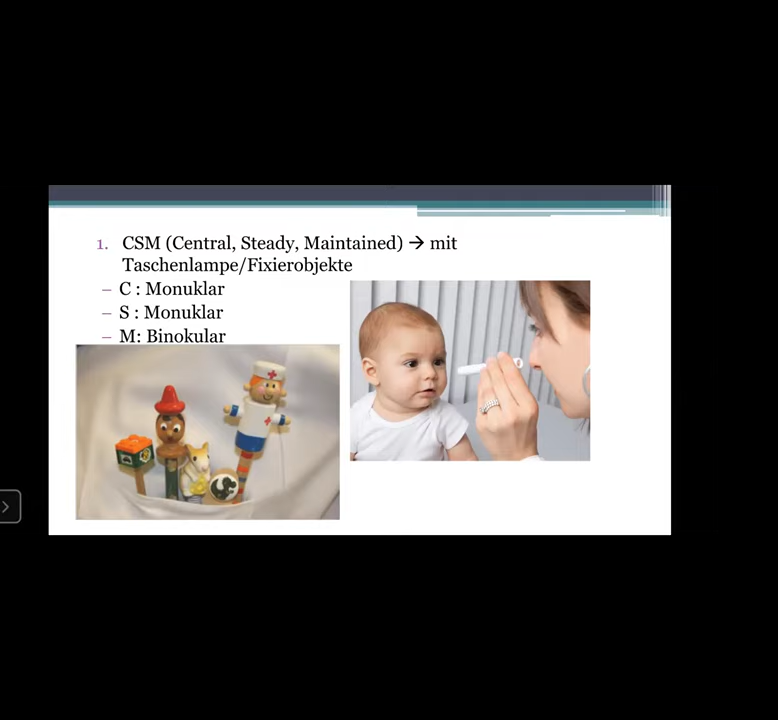 1. CSM (Central, Steady, Maintained) → mit
Taschenlampe/Fixierobjekte
– C : Monuklar
– S : Monuklar
– M: Binokular